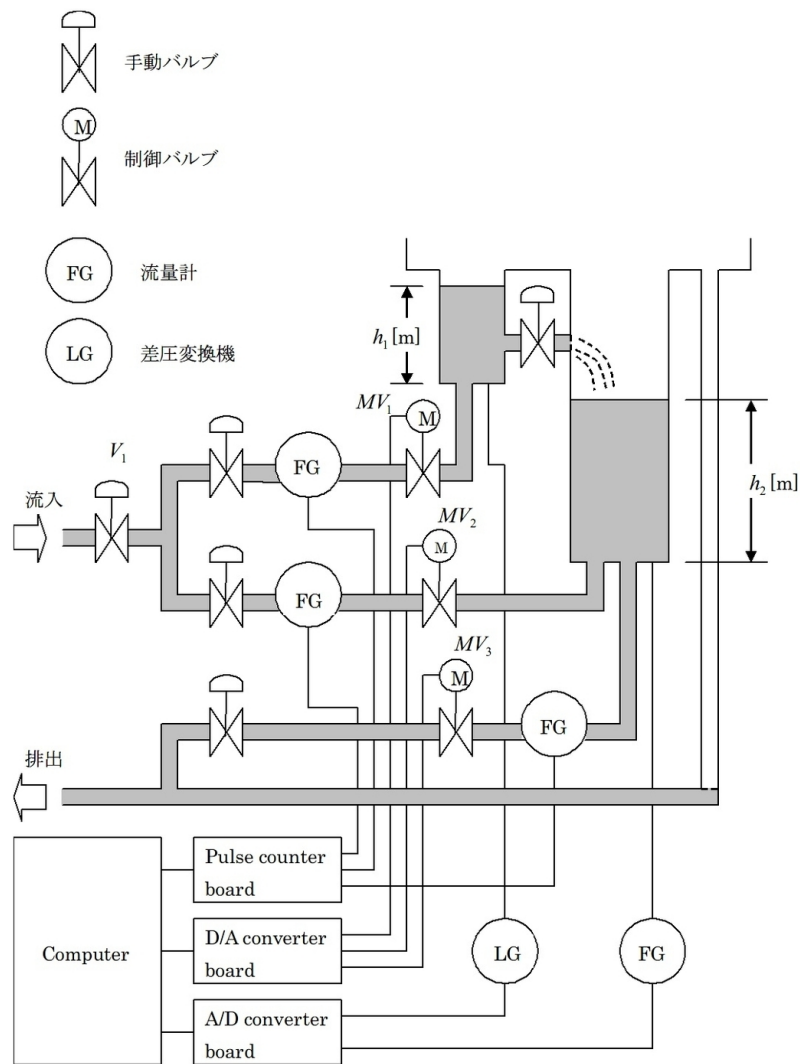 手動バルブ
M
制御バルブ
FG
流量計
LG
差圧変換機
h₁[m]
MV₁
M
V₁
FG
流入
h₂[m]
MV₂
M
FG
MV₃
M
FG
排出
Pulse counter
board
D/A converter
board
Computer
LG
FG
A/D converter
board